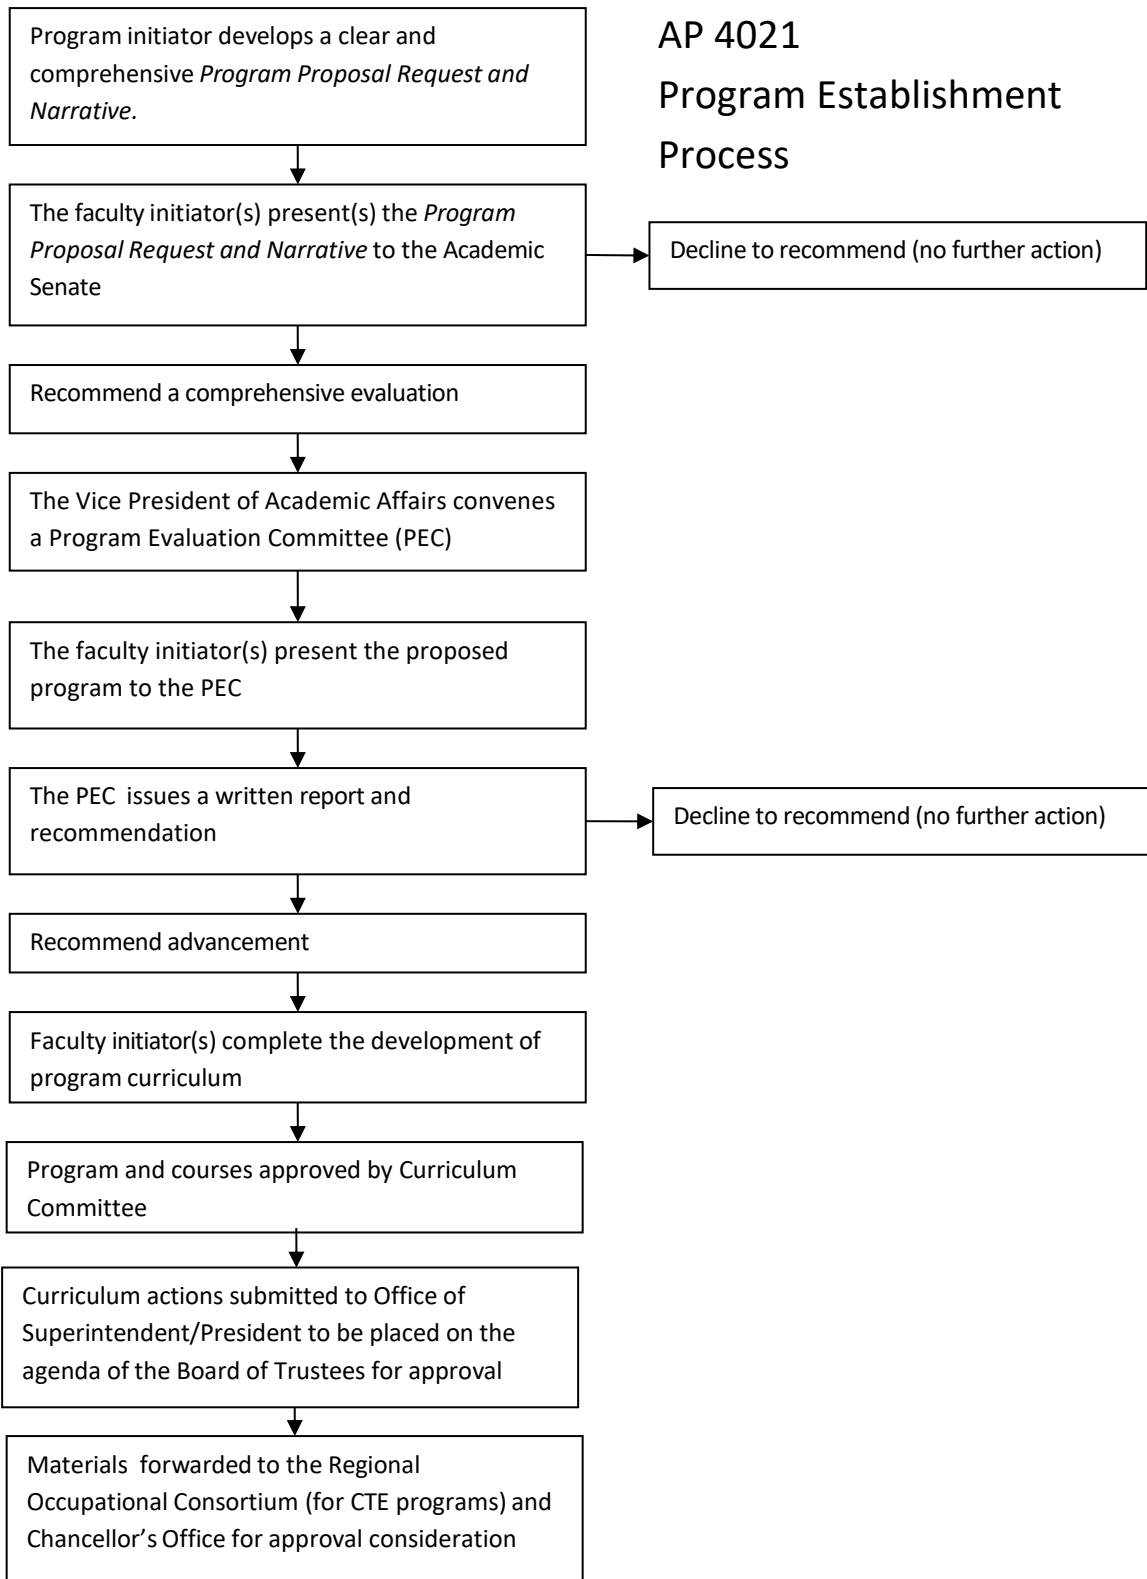 AP 4021
Program Establishment
Process
Program initiator develops a clear and
comprehensive Program Proposal Request and
Narrative.
The faculty initiator(s) present(s) the Program
Proposal Request and Narrative to the Academic
Senate
Decline to recommend (no further action)
Recommend a comprehensive evaluation
The Vice President of Academic Affairs convenes
a Program Evaluation Committee (PEC)
The faculty initiator(s) present the proposed
program to the PEC
The PEC issues a written report and
recommendation
Decline to recommend (no further action)
Recommend advancement
Faculty initiator(s) complete the development of
program curriculum
Program and courses approved by Curriculum
Committee
Curriculum actions submitted to Office of
Superintendent/President to be placed on the
agenda of the Board of Trustees for approval
Materials forwarded to the Regional
Occupational Consortium (for CTE programs) and
Chancellor's Office for approval consideration